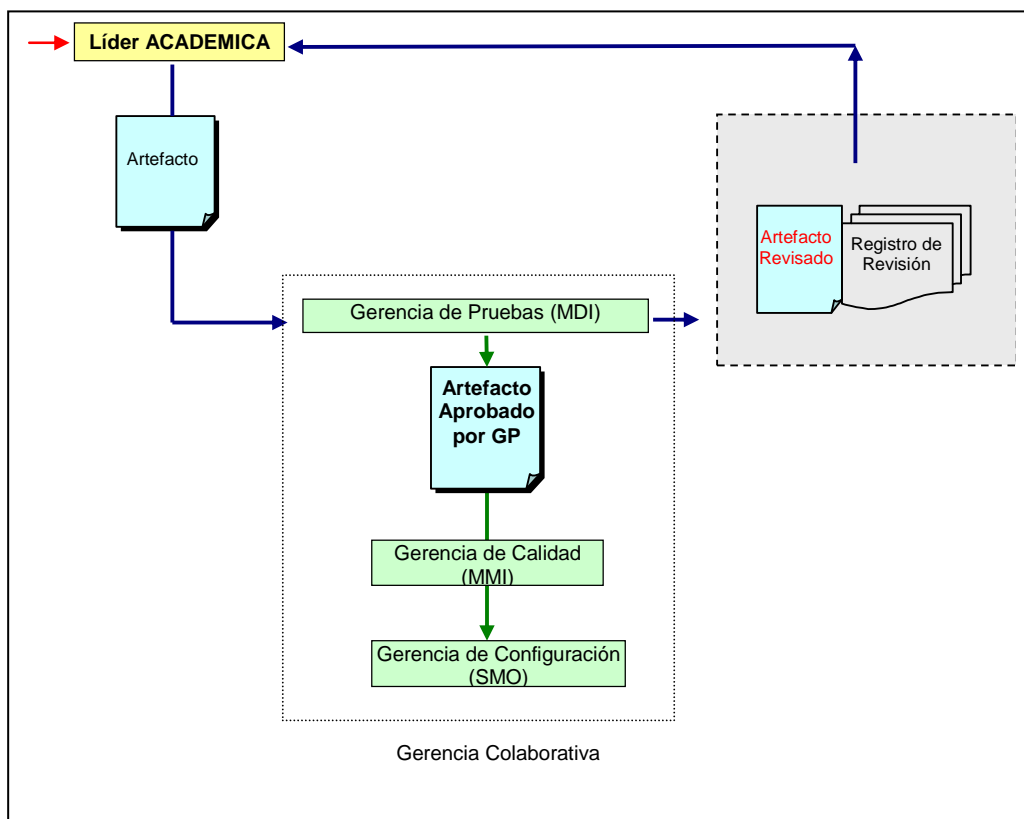 Líder ACADEMICA
Artefacto
Artefacto
Revisado
Registro de
Revisión
Gerencia de Pruebas (MDI)
Artefacto
Aprobado
por GP
Gerencia de Calidad
(MMI)
Gerencia de Configuración
(SMO)
Gerencia Colaborativa